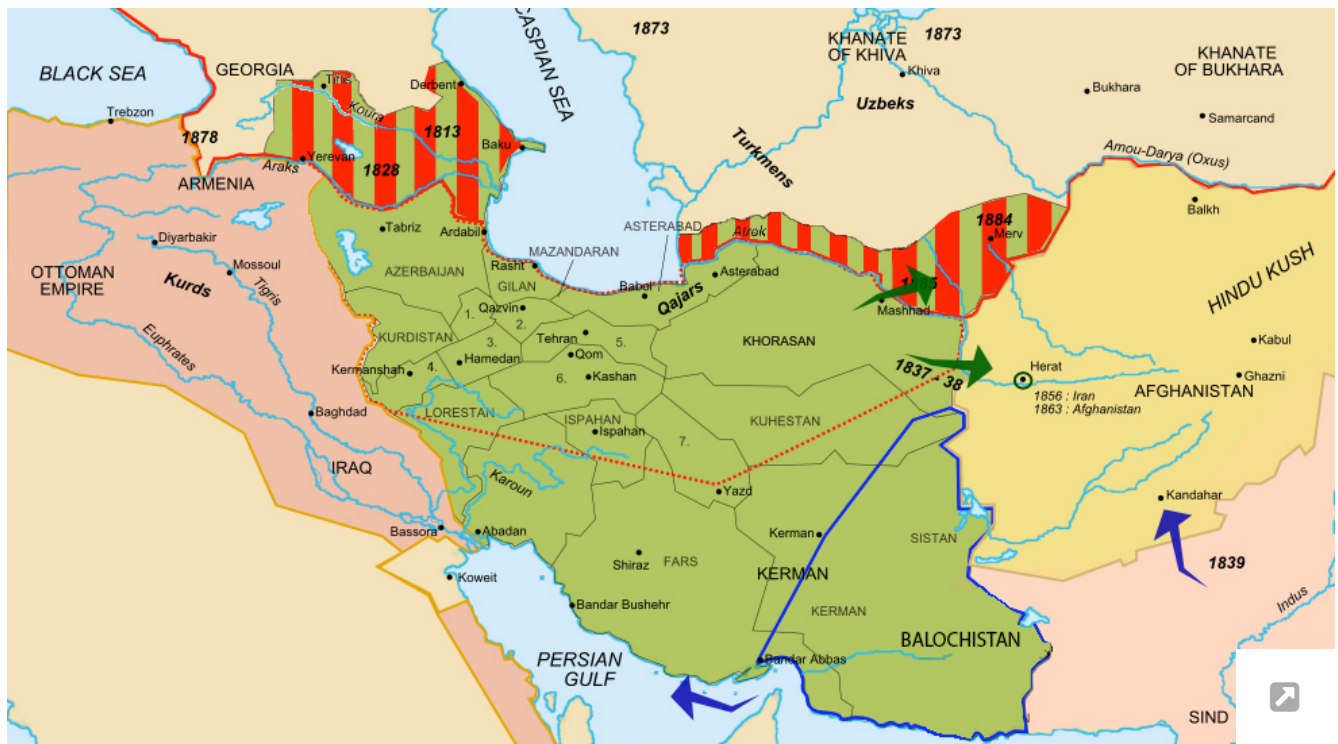 CASPIAN SEA
1873
KHANATE
OF KHIVA
1873
KHANATE
OF BUKHARA
BLACK SEA
GEORGIA
Tiflis
Derbent
Khiva
Bukhara
Uzbeks
Trebzon
Koura
1813
Samarcand
1878
Baku
Turkmens
Amou-Darya (Oxus)
Yerevan
Araks
1828
ARMENIA
Balkh
1884
Merv
Tabriz
Ardabil
ASTERABAD
Atrok
Diyarbakir
MAZANDARAN
HINDU KUSH
OTTOMAN
EMPIRE
Mossoul
Kurds
Tigris
AZERBAIJAN
Rasht
GILAN
Babol
Qajars
Asterabad
Mashhad
Qazvin
1.
2.
Euphrates
KURDISTAN
3.
Tehran
5.
KHORASAN
Kabul
Hamedan
Qom
Kermanshah
4.
6.
Kashan
1837 - 38
Herat
AFGHANISTAN
Ghazni
1856 : Iran
1863 : Afghanistan
Baghdad
LORESTAN
ISPAHAN
Ispahan
7.
KUHESTAN
IRAQ
Karoun
Yazd
Kandahar
Bassora
Abadan
Kerman
SISTAN
Koweit
Shiraz
FARS
KERMAN
1839
Bandar Bushehr
KERMAN
Indus
BALOCHISTAN
PERSIAN
GULF
Bandar Abbas
SIND